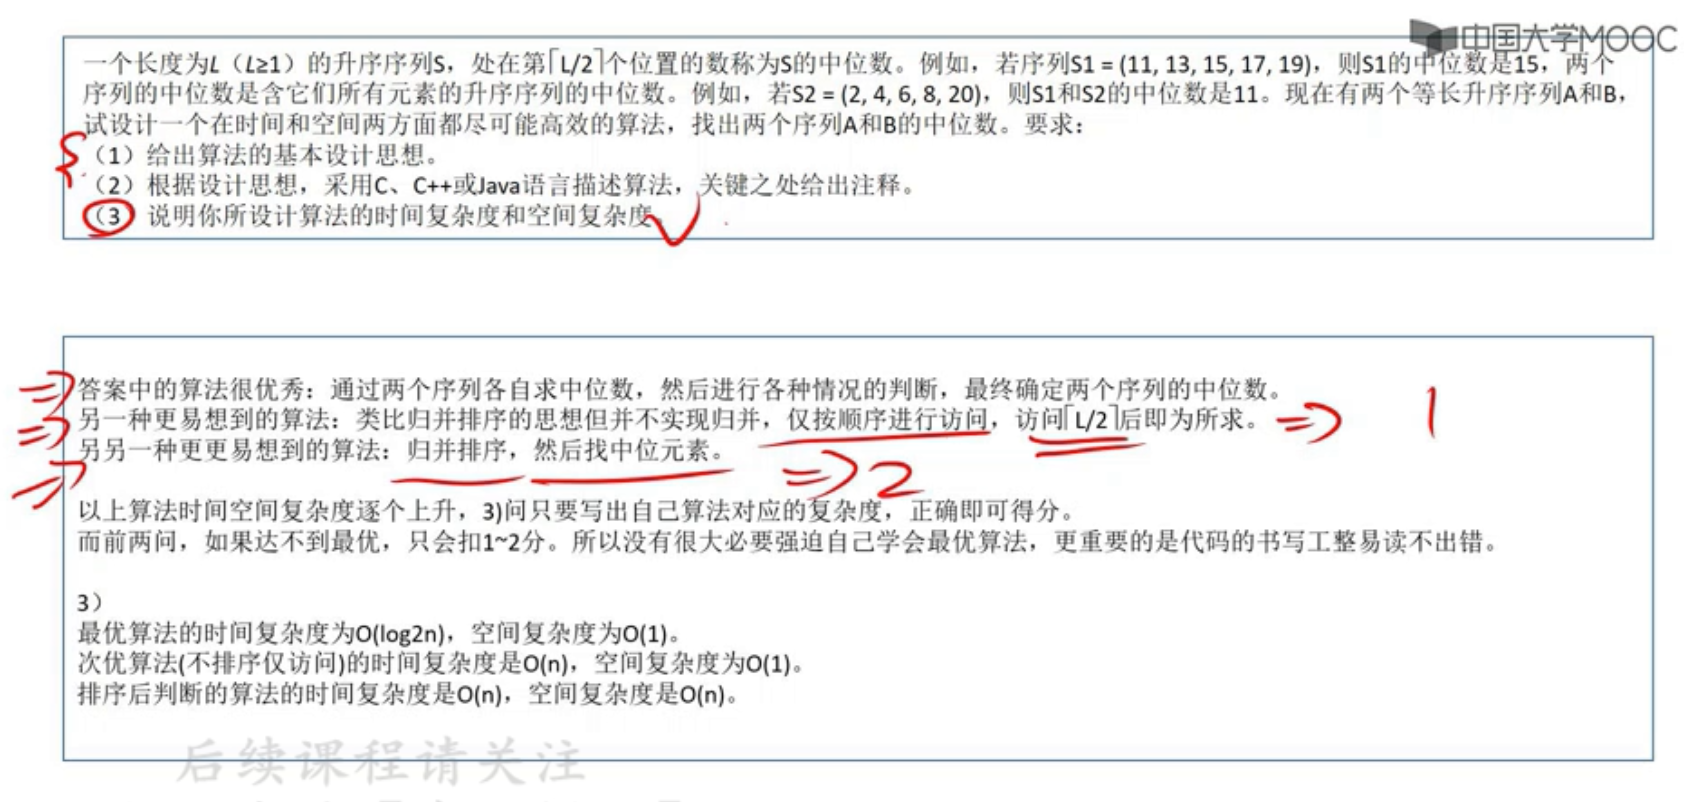 中国大学MOOC
一个长度为L（L≥1）的升序序列S，处在第⌈L/2⌉个位置的数称为S的中位数。例如，若序列S1 = (11, 13, 15, 17, 19)，则S1的中位数是15，两个
序列的中位数是含它们所有元素的升序序列的中位数。例如，若S2 = (2, 4, 6, 8, 20)，则S1和S2的中位数是11。现在有两个等长升序序列A和B，
试设计一个在时间和空间两方面都尽可能高效的算法，找出两个序列A和B的中位数。要求：
（1）给出算法的基本设计思想。
（2）根据设计思想，采用C、C++或Java语言描述算法，关键之处给出注释。
（3）说明你所设计算法的时间复杂度和空间复杂度。
答案中的算法很优秀：通过两个序列各自求中位数，然后进行各种情况的判断，最终确定两个序列的中位数。
另一种更易想到的算法：类比归并排序的思想但并不实现归并，仅按顺序进行访问，访问⌈L/2⌉后即为所求。 => 1
另另一种更更易想到的算法：归并排序，然后找中位元素。 => 2
以上算法时间空间复杂度逐个上升，3)问只要写出自己算法对应的复杂度，正确即可得分。
而前两问，如果达不到最优，只会扣1~2分。所以没有很大必要强迫自己学会最优算法，更重要的是代码的书写工整易读不出错。
3）
最优算法的时间复杂度为O(log2n)，空间复杂度为O(1)。
次优算法(不排序仅访问)的时间复杂度是O(n)，空间复杂度为O(1)。
排序后判断的算法的时间复杂度是O(n)，空间复杂度是O(n)。
后续课程请关注